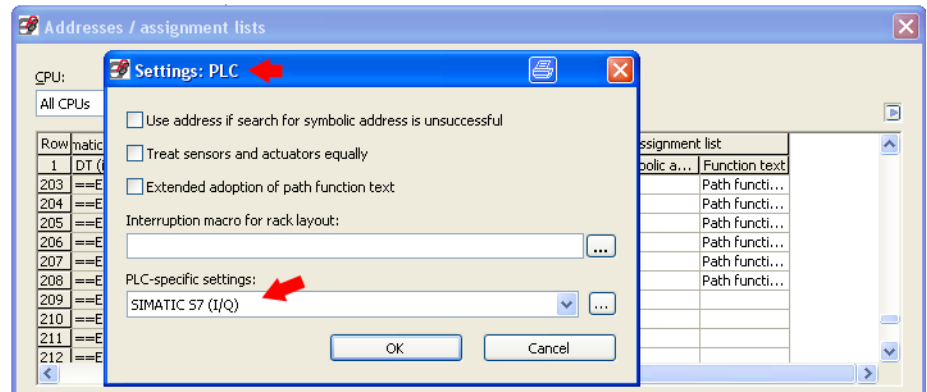 Addresses / assignment lists
CPU:
All CPUs
Settings: PLC
Use address if search for symbolic address is unsuccessful
Treat sensors and actuators equally
Extended adoption of path function text
Interruption macro for rack layout:
...
PLC-specific settings:
SIMATIC S7 (I/Q)
...
OK Cancel
Row matic ssignment list
1 DT (i bolic a... Function text
203 ==E Path functi...
204 ==E Path functi...
205 ==E Path functi...
206 ==E Path functi...
207 ==E Path functi...
208 ==E Path functi...
209 ==E
210 ==E
211 ==E
212 ==E